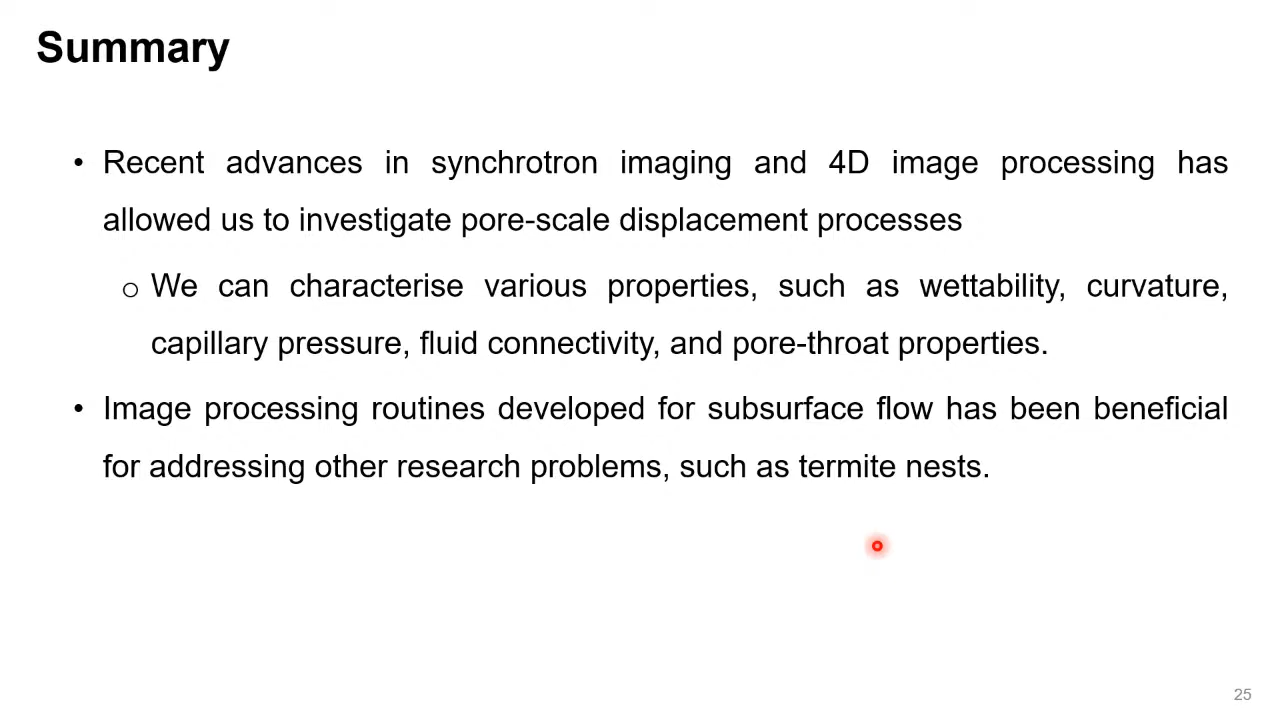 Summary
• Recent advances in synchrotron imaging and 4D image processing has
allowed us to investigate pore-scale displacement processes
o We can characterise various properties, such as wettability, curvature,
capillary pressure, fluid connectivity, and pore-throat properties.
• Image processing routines developed for subsurface flow has been beneficial
for addressing other research problems, such as termite nests.
25